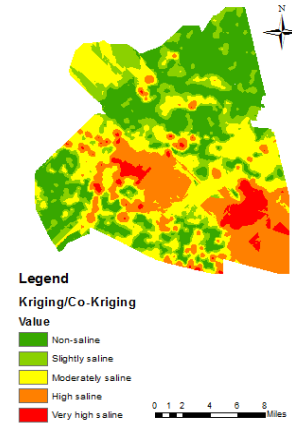 N
Legend
Kriging/Co-Kriging
Value
Non-saline
Slightly saline
Moderately saline
High saline
Very high saline
0 1 2 4 6 8
Miles